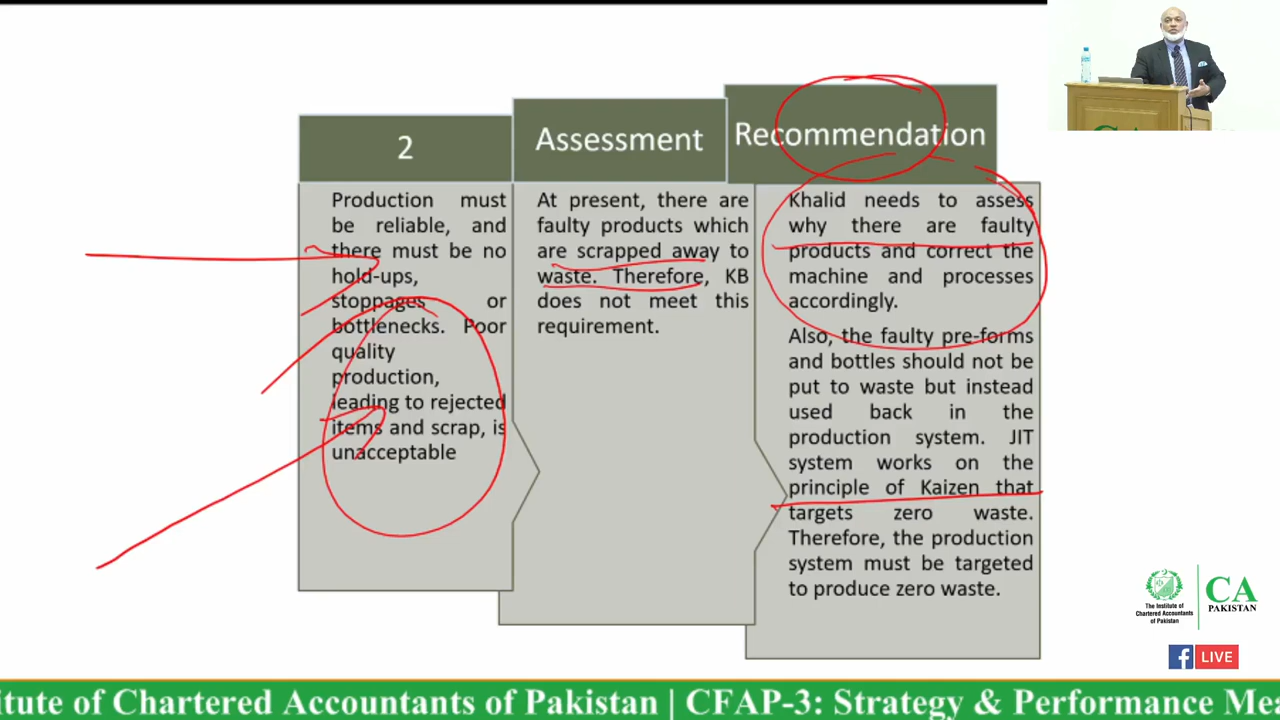 2
Production must
be reliable, and
there must be no
hold-ups,
stoppages or
bottlenecks. Poor
quality
production,
leading to rejected
items and scrap, is
unacceptable
Assessment
At present, there are
faulty products which
are scrapped away to
waste. Therefore, KB
does not meet this
requirement.
Recommendation
Khalid needs to assess
why there are faulty
products and correct the
machine and processes
accordingly.
Also, the faulty pre-forms
and bottles should not be
put to waste but instead
used back in the
production system. JIT
system works on the
principle of Kaizen that
targets zero waste.
Therefore, the production
system must be targeted
to produce zero waste.
The Institute of
Chartered Accountants
of Pakistan
CA
PAKISTAN
f LIVE
itute of Chartered Accountants of Pakistan | CFAP-3: Strategy & Performance Mea